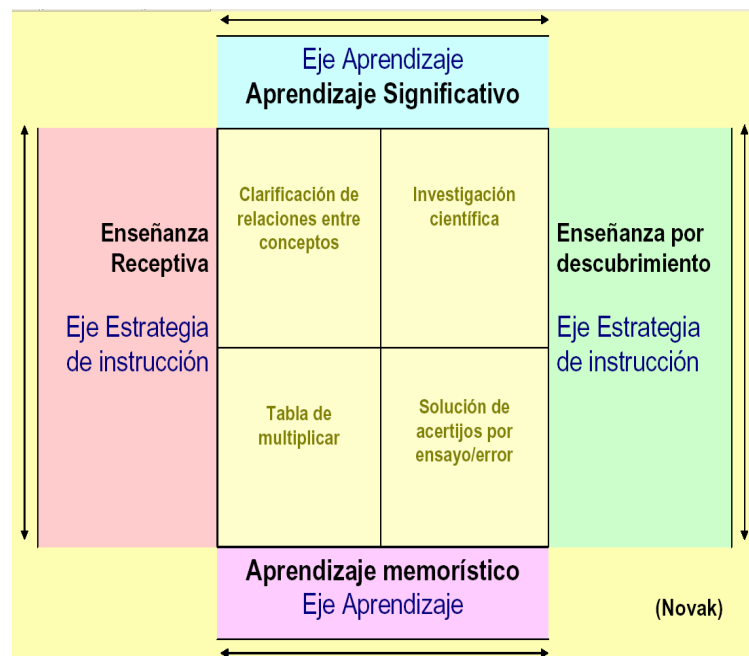 Eje Aprendizaje
Aprendizaje Significativo
Clarificación de
relaciones entre
conceptos
Investigación
científica
Enseñanza
Receptiva
Eje Estrategia
de instrucción
Enseñanza por
descubrimiento
Eje Estrategia
de instrucción
Tabla de
multiplicar
Solución de
acertijos por
ensayo/error
Aprendizaje memorístico
Eje Aprendizaje
(Novak)